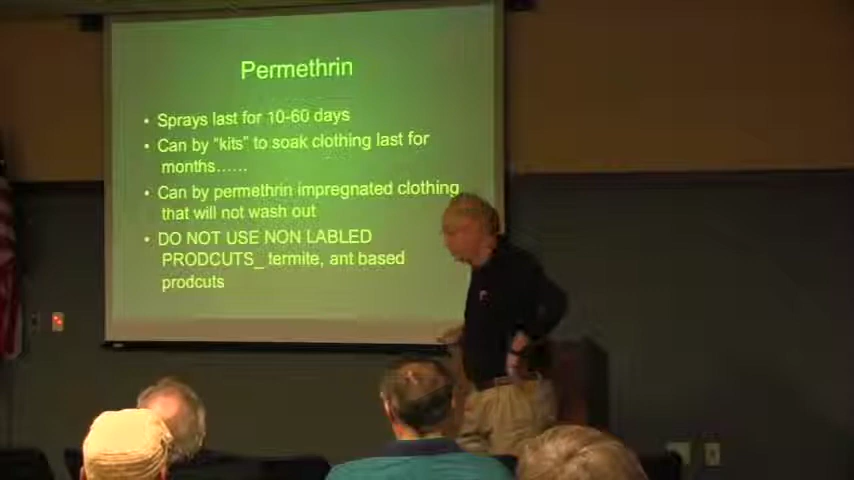 Permethrin
• Sprays last for 10-60 days
• Can by "kits" to soak clothing last for
months......
• Can by permethrin impregnated clothing
that will not wash out
• DO NOT USE NON LABLED
PRODCUTS_ termite, ant based
prodcuts